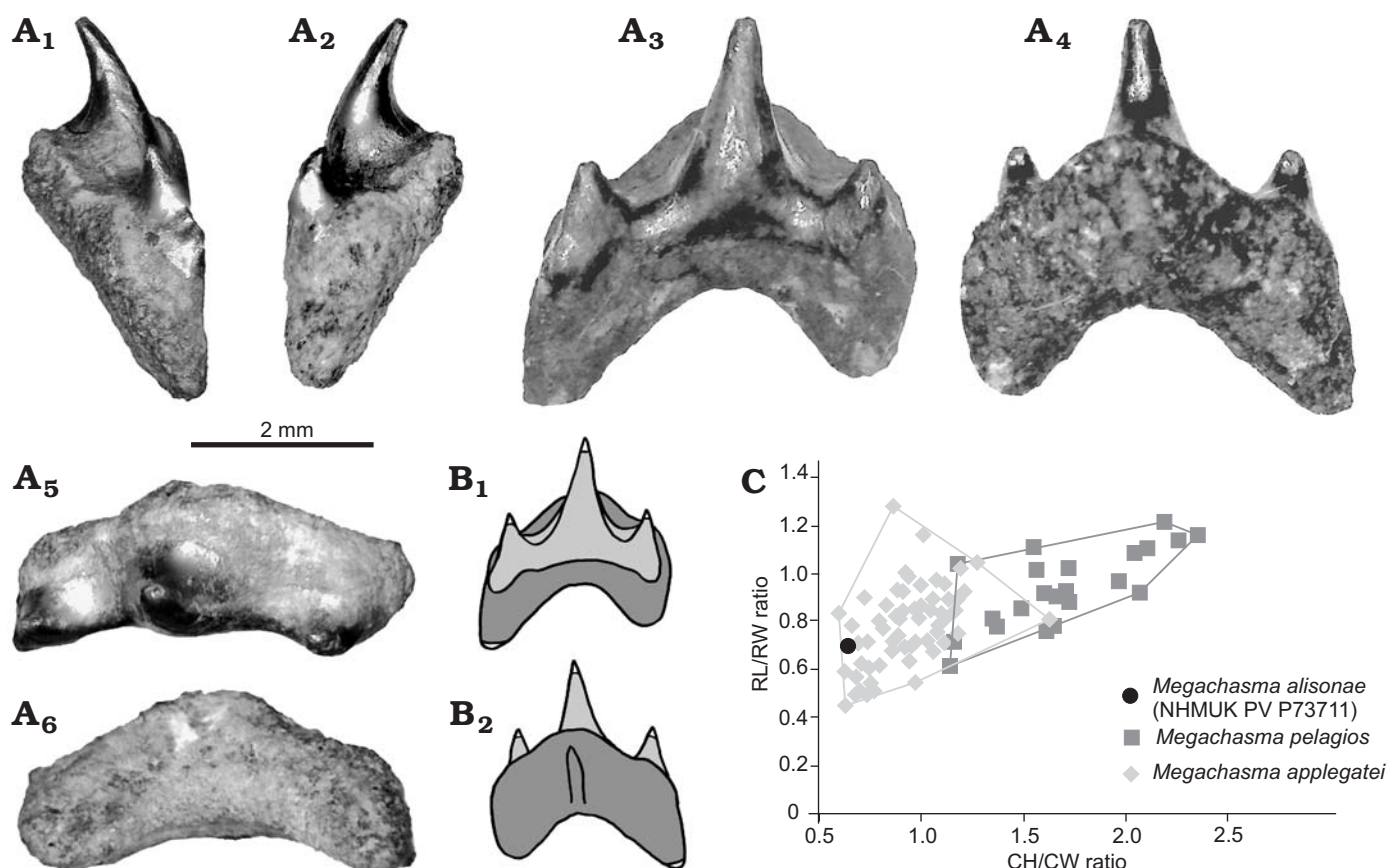 A1
A2
A3
A4
2 mm
A5
B1
C
1.4
1.2
1.0
0.8
0.6
0.4
0.2
0
RL/RW ratio
Megachasma alisonae
(NHMUK PV P73711)
Megachasma pelagios
Megachasma applegatei
A6
B2
0.5
1.0
1.5
2.0
2.5
CH/CW ratio